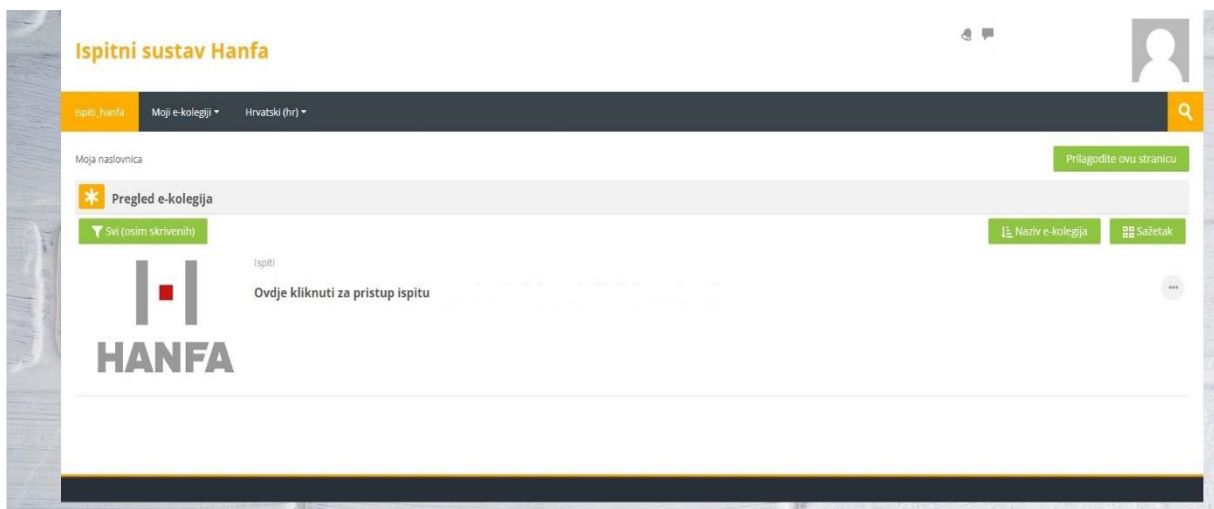 Ispitni sustav Hanfa
ispiti_hanfa Moji e-kolegiji Hrvatski (hr)
Moja naslovnica
Prilagodite ovu stranicu
Pregled e-kolegija
Svi (osim skrivenih)
Naziv e-kolegija
Sažetak
Ispiti
Ovdje kliknuti za pristup ispitu
HANFA